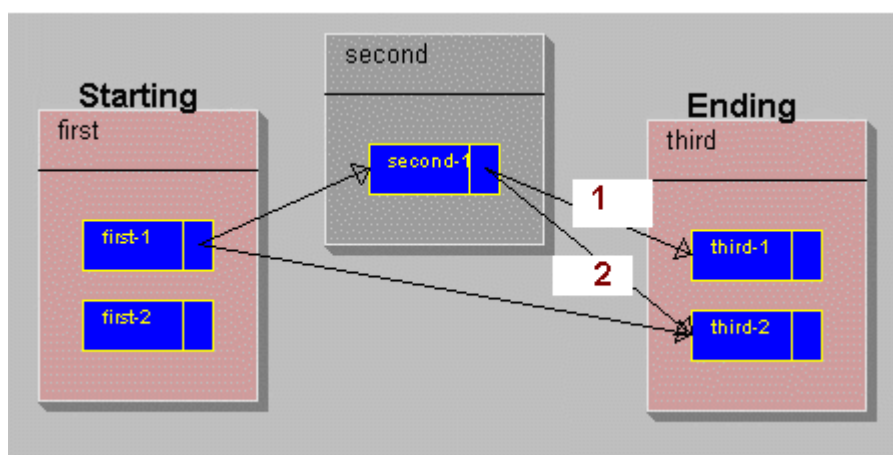 second
Starting
Ending
first
third
second-1
1
first-1
third-1
2
first-2
third-2